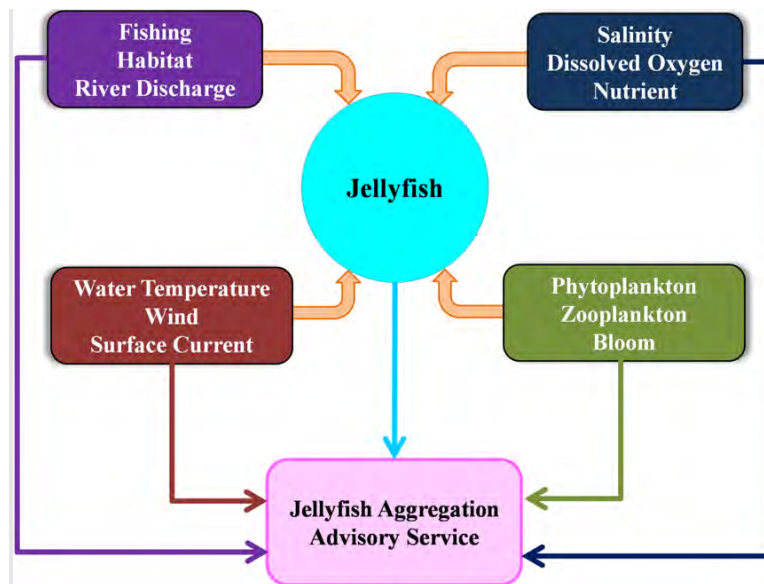 Fishing
Habitat
River Discharge
Salinity
Dissolved Oxygen
Nutrient
Jellyfish
Water Temperature
Wind
Surface Current
Phytoplankton
Zooplankton
Bloom
Jellyfish Aggregation
Advisory Service